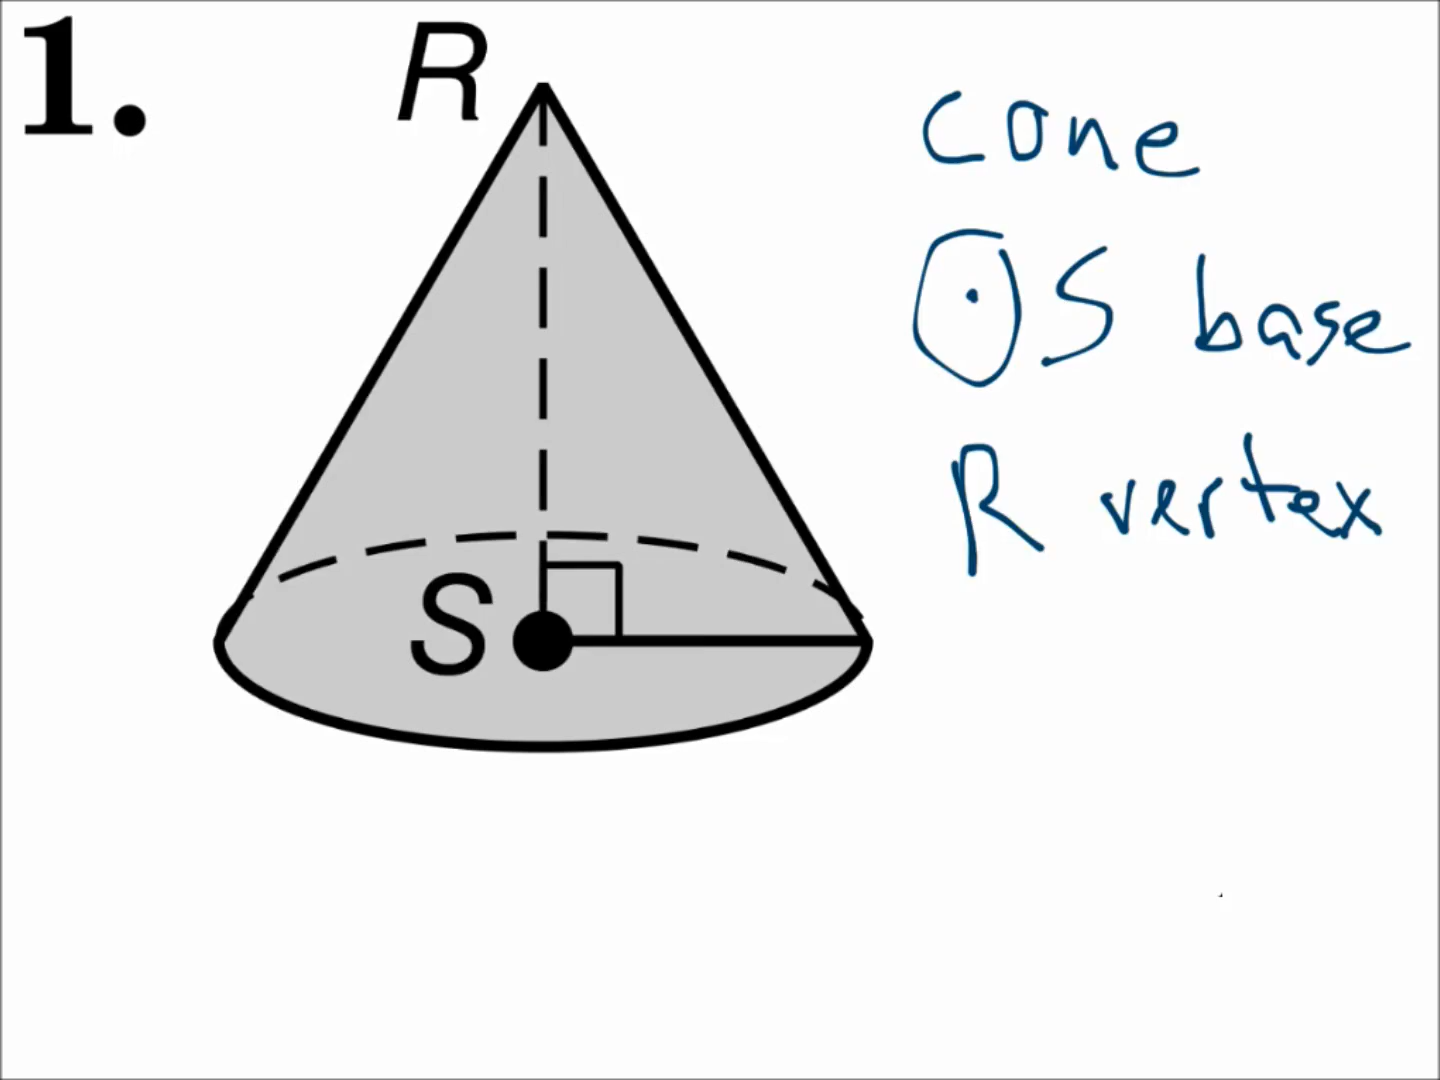 1.
R
S
cone
⊙S base
R vertex